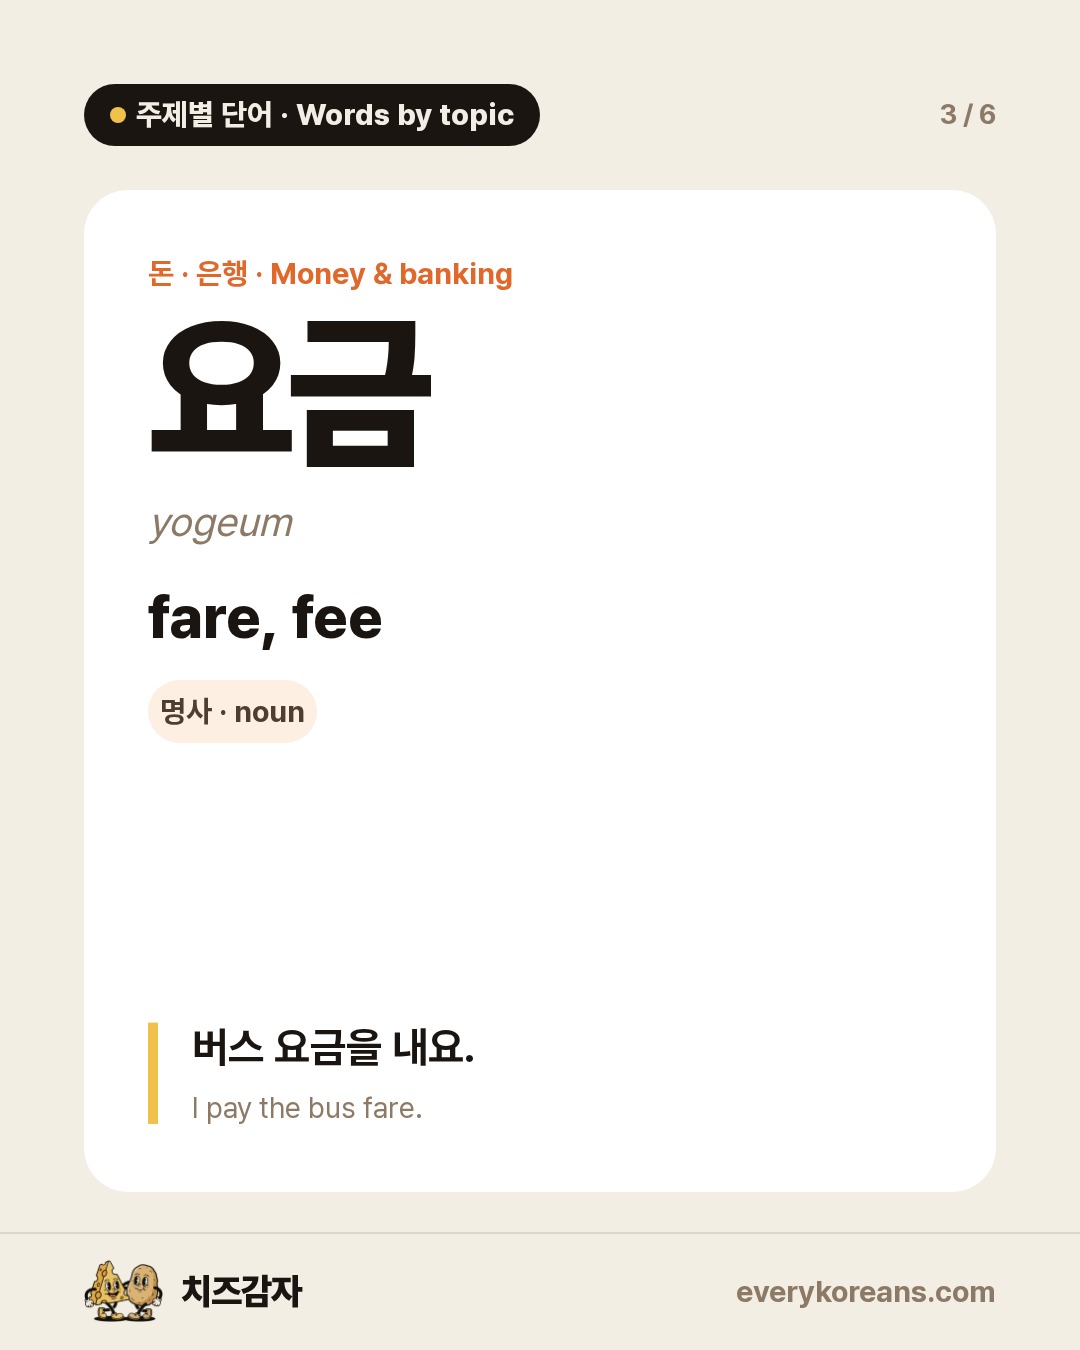 주제별 단어 · Words by topic
3 / 6
돈 · 은행 · Money & banking
요금
yogeum
fare, fee
명사 · noun
버스 요금을 내요.
I pay the bus fare.
치즈감자
everykoreans.com